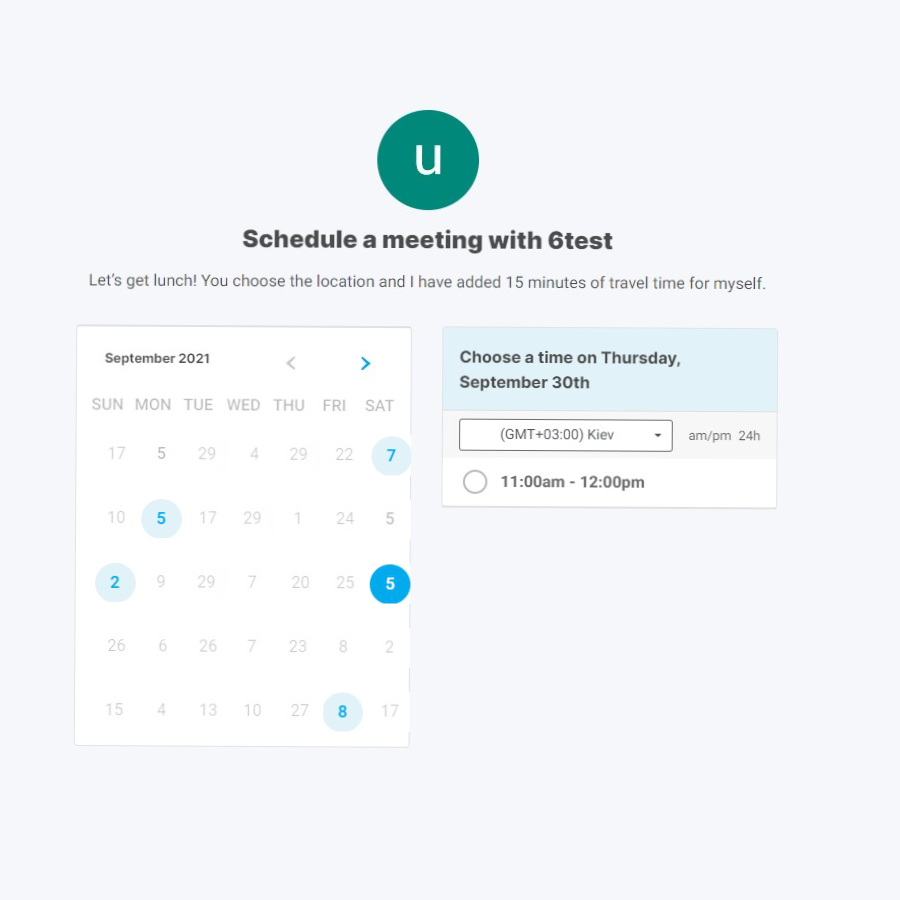 u
Schedule a meeting with 6test
Let's get lunch! You choose the location and I have added 15 minutes of travel time for myself.
September 2021
SUN MON TUE WED THU FRI SAT
17 5 29 4 29 22 7
10 5 17 29 1 24 5
2 9 29 7 20 25 5
26 6 26 7 23 8 2
15 4 13 10 27 8 17
Choose a time on Thursday,
September 30th
(GMT+03:00) Kiev am/pm 24h
11:00am - 12:00pm